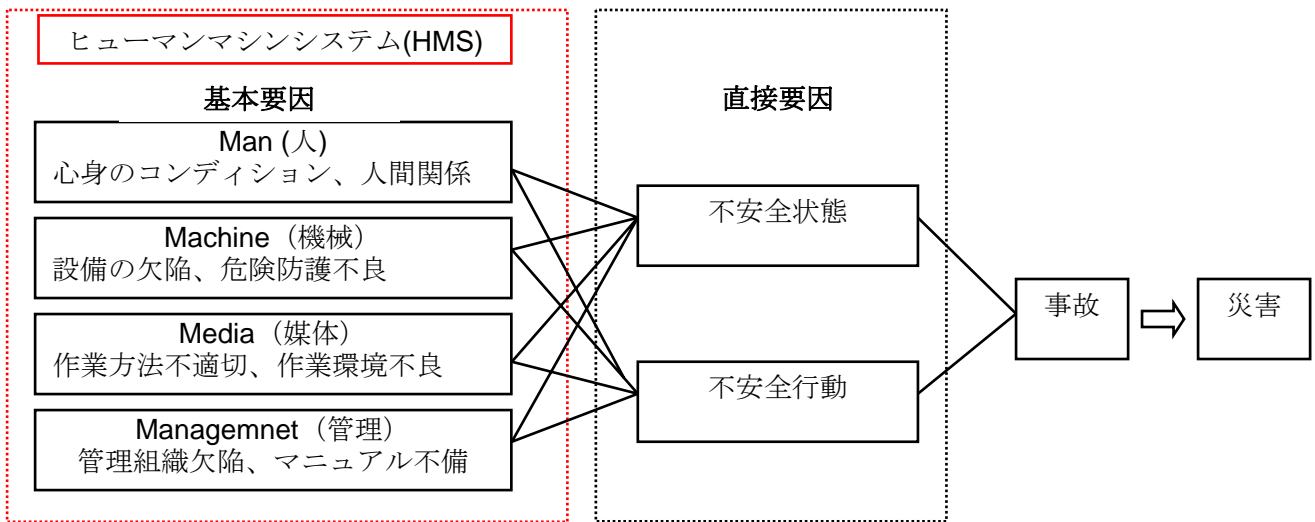 ヒューマンマシンシステム(HMS)
基本要因
Man (人)
心身のコンディション、人間関係
Machine（機械）
設備の欠陥、危険防護不良
Media（媒体）
作業方法不適切、作業環境不良
Managemnet（管理）
管理組織欠陥、マニュアル不備
直接要因
不安全状態
不安全行動
事故
災害